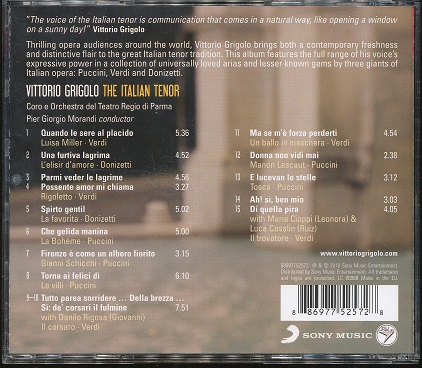 "The voice of the Italian tenor is communication that comes in a natural way, like opening a window
on a sunny day!" Vittorio Grigolo
Thrilling opera audiences around the world, Vittorio Grigolo brings both a contemporary freshness
and distinctive flair to the great Italian tenor tradition. This album features the full range of his voice's
expressive power in a collection of universally loved arias and lesser known gems by three giants of
Italian opera: Puccini, Verdi and Donizetti.
VITTORIO GRIGOLO THE ITALIAN TENOR
Coro e Orchestra del Teatro Regio di Parma
Pier Giorgio Morandi conductor
1 Quando le sere al placido 5.36
Luisa Miller · Verdi
2 Una furtiva lagrima 4.52
L'elisir d'amore · Donizetti
3 Parmi veder le lagrime 4.56
4 Possente amor mi chiama 3.27
Rigoletto · Verdi
5 Spirto gentil 5.02
La favorita · Donizetti
6 Che gelida manina 5.00
La Bohème · Puccini
7 Firenze è come un albero fiorito 3.15
Gianni Schicchi · Puccini
8 Torna ai felici dì 6.10
Le villi · Puccini
9–10 Tutto parea sorridere ... Della brezza ...
Sì: de' corsari il fulmine 7.51
with Danilo Rigosa (Giovanni)
Il corsaro · Verdi
11 Ma se m'è forza perderti 4.54
Un ballo in maschera · Verdi
12 Donna non vidi mai 2.38
Manon Lescaut · Puccini
13 E lucevan le stelle 3.12
Tosca · Puccini
14 Ah! sì, ben mio 3.03
15 Di quella pira 4.05
with Maria Cioppi (Leonora) &
Luca Casalin (Ruiz)
Il trovatore · Verdi
www.vittoriogrigolo.com
88697752572
8 86977 52572 8
SONY MUSIC